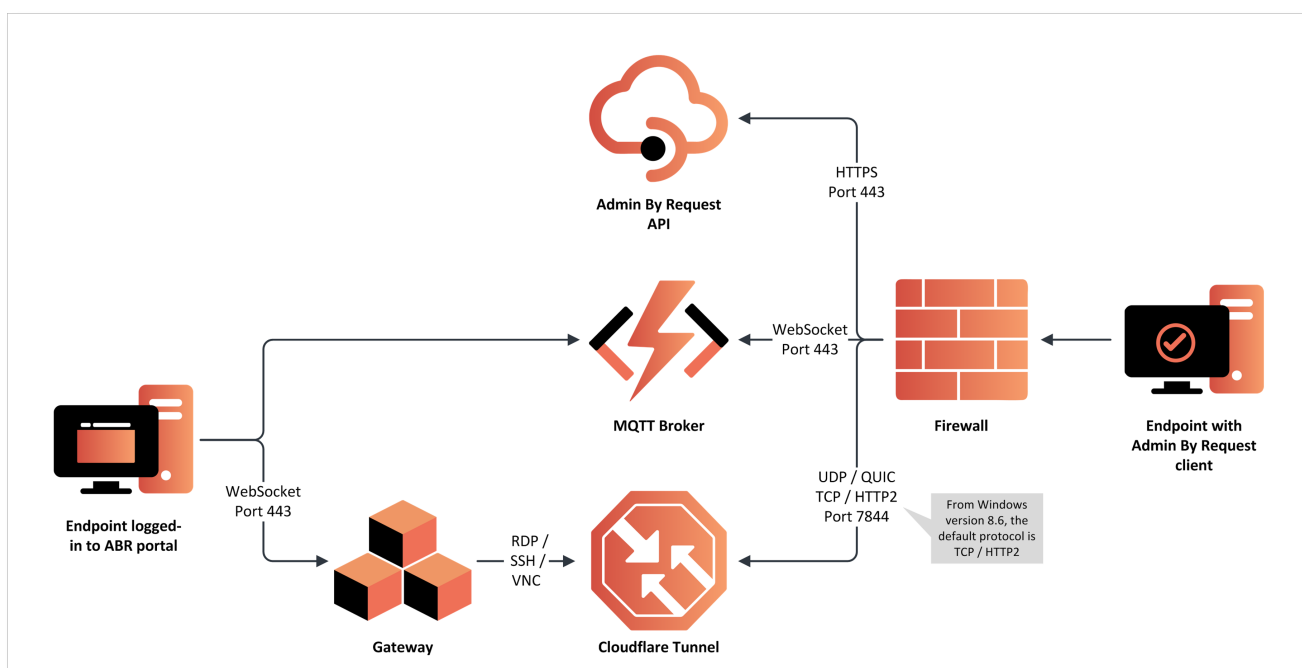 HTTPS
Port 443
Admin By Request
API
WebSocket
Port 443
MQTT Broker
Firewall
Endpoint with
Admin By Request
client
WebSocket
Port 443
Endpoint logged-
in to ABR portal
UDP / QUIC
TCP / HTTP2
Port 7844
From Windows
version 8.6, the
default protocol is
TCP / HTTP2
RDP /
SSH /
VNC
Gateway
Cloudflare Tunnel